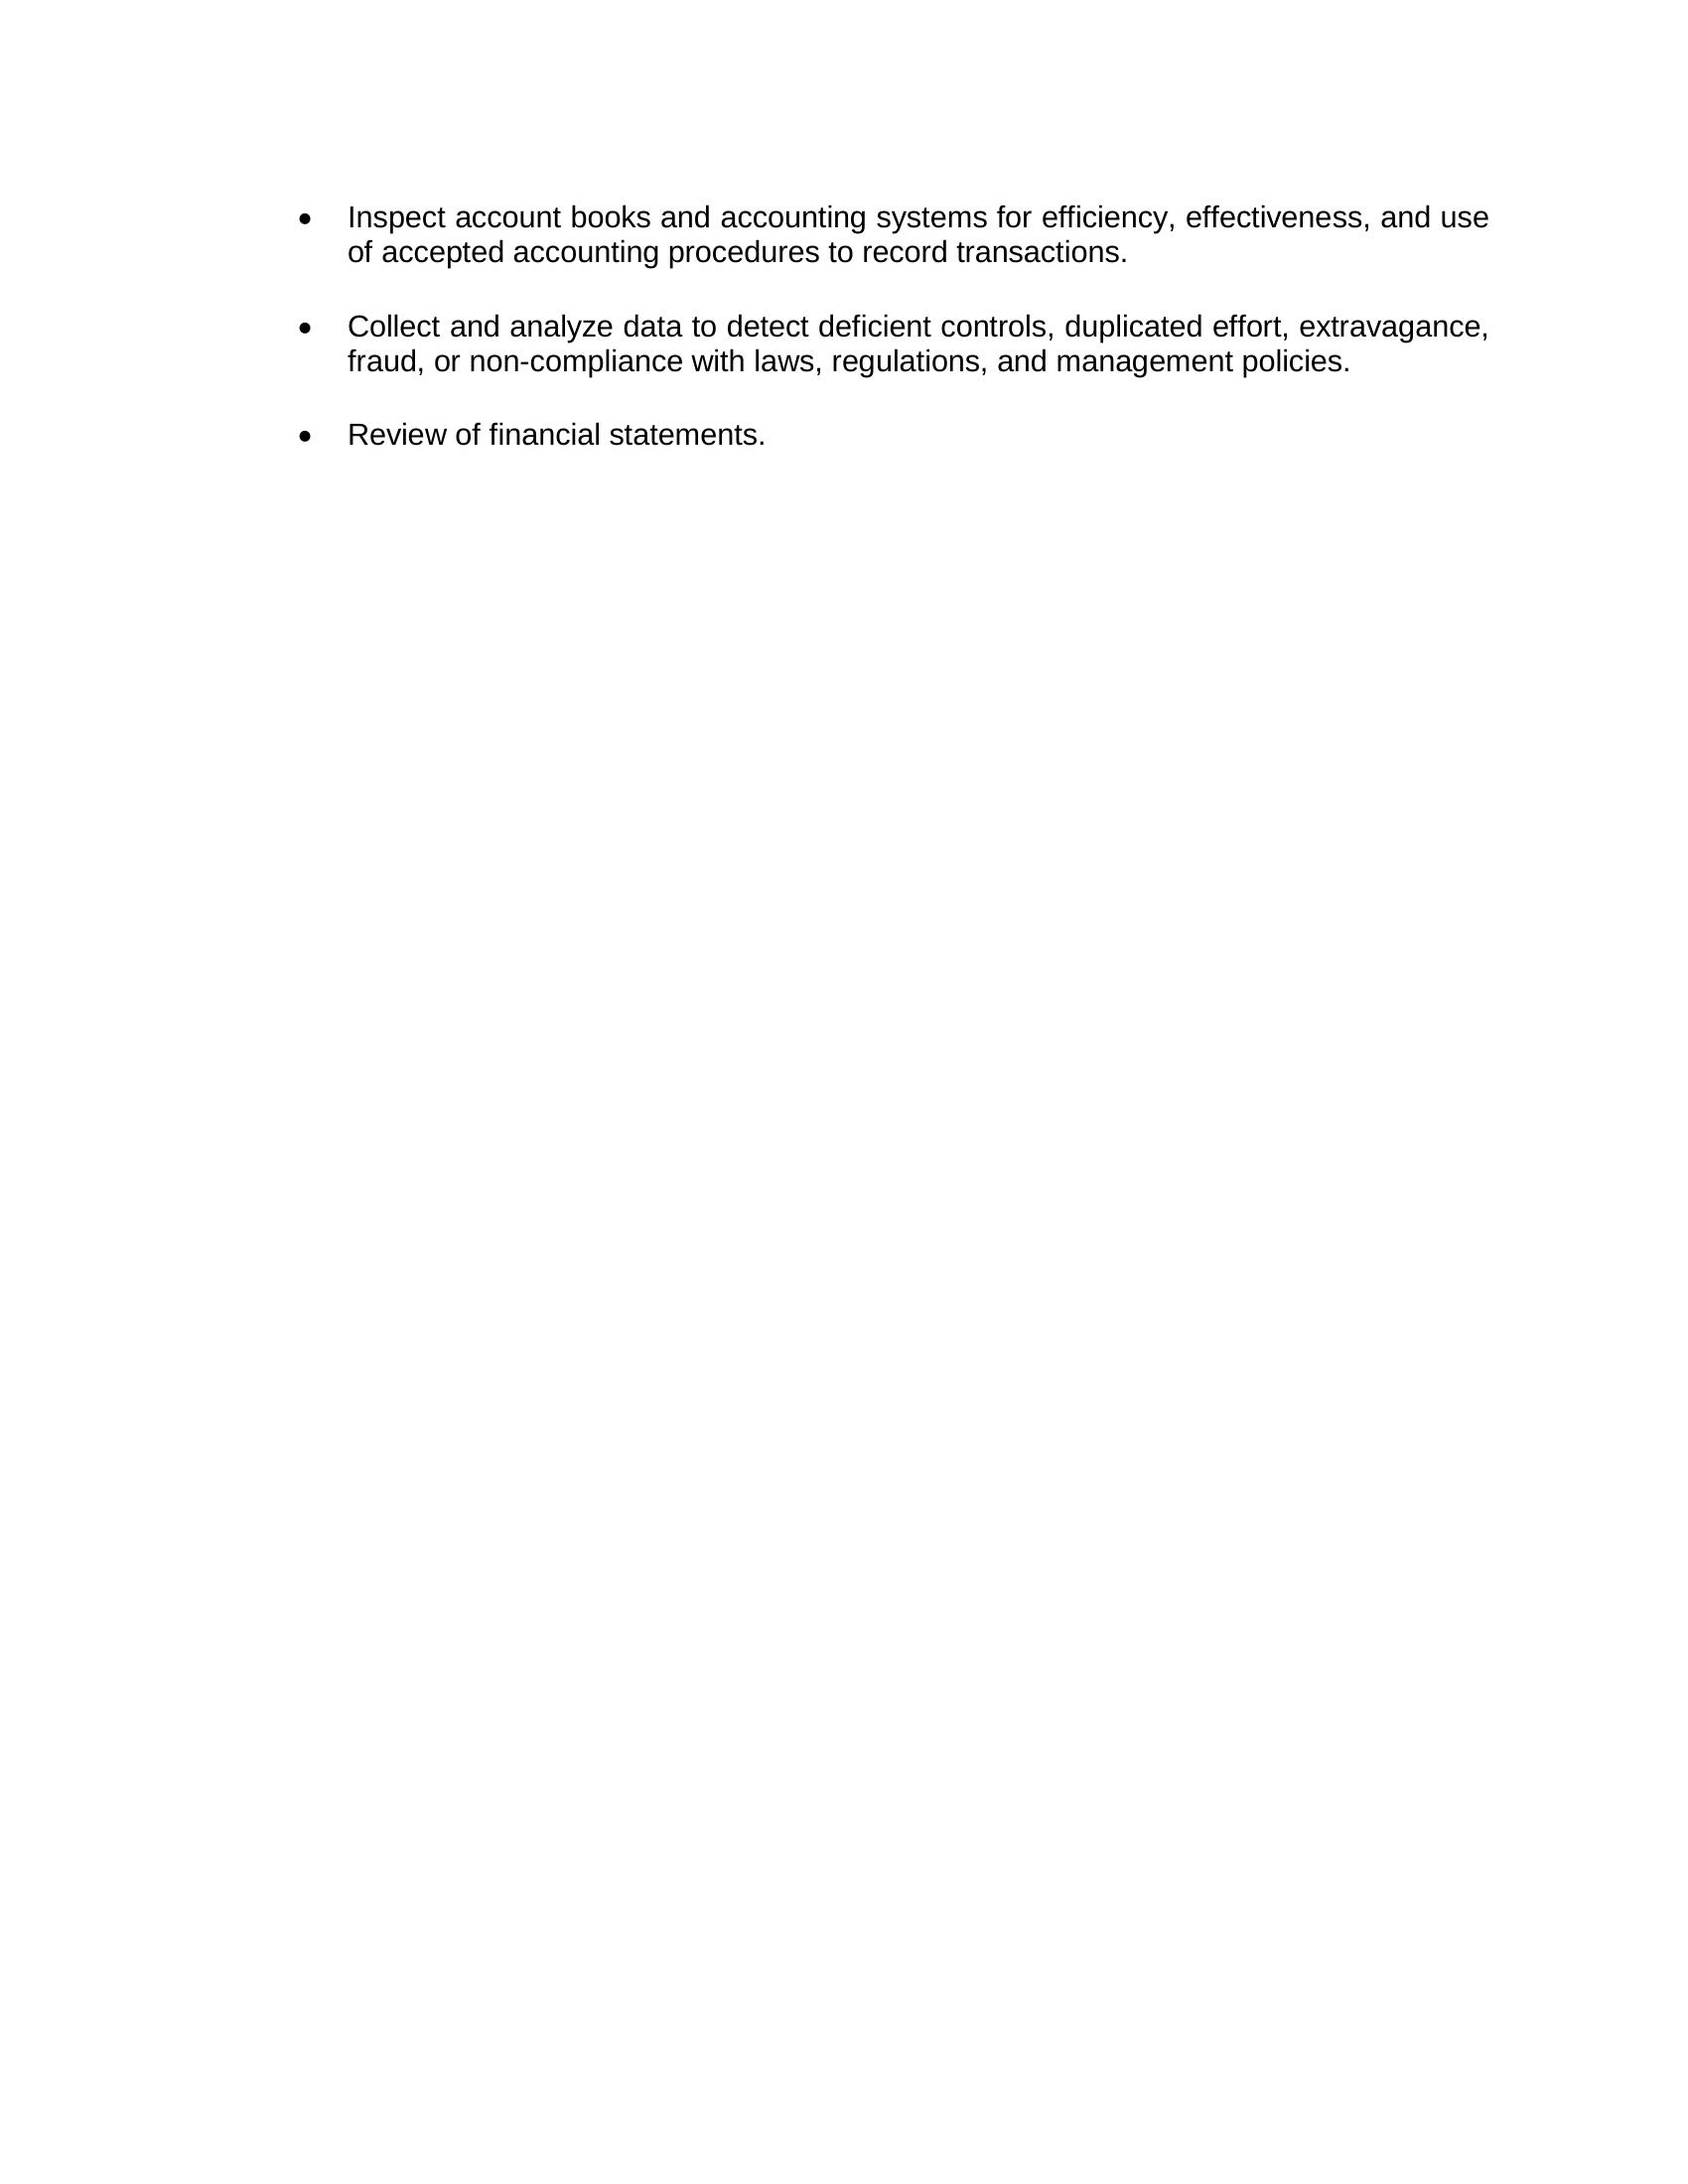 • Inspect account books and accounting systems for efficiency, effectiveness, and use
of accepted accounting procedures to record transactions.
• Collect and analyze data to detect deficient controls, duplicated effort, extravagance,
fraud, or non-compliance with laws, regulations, and management policies.
• Review of financial statements.